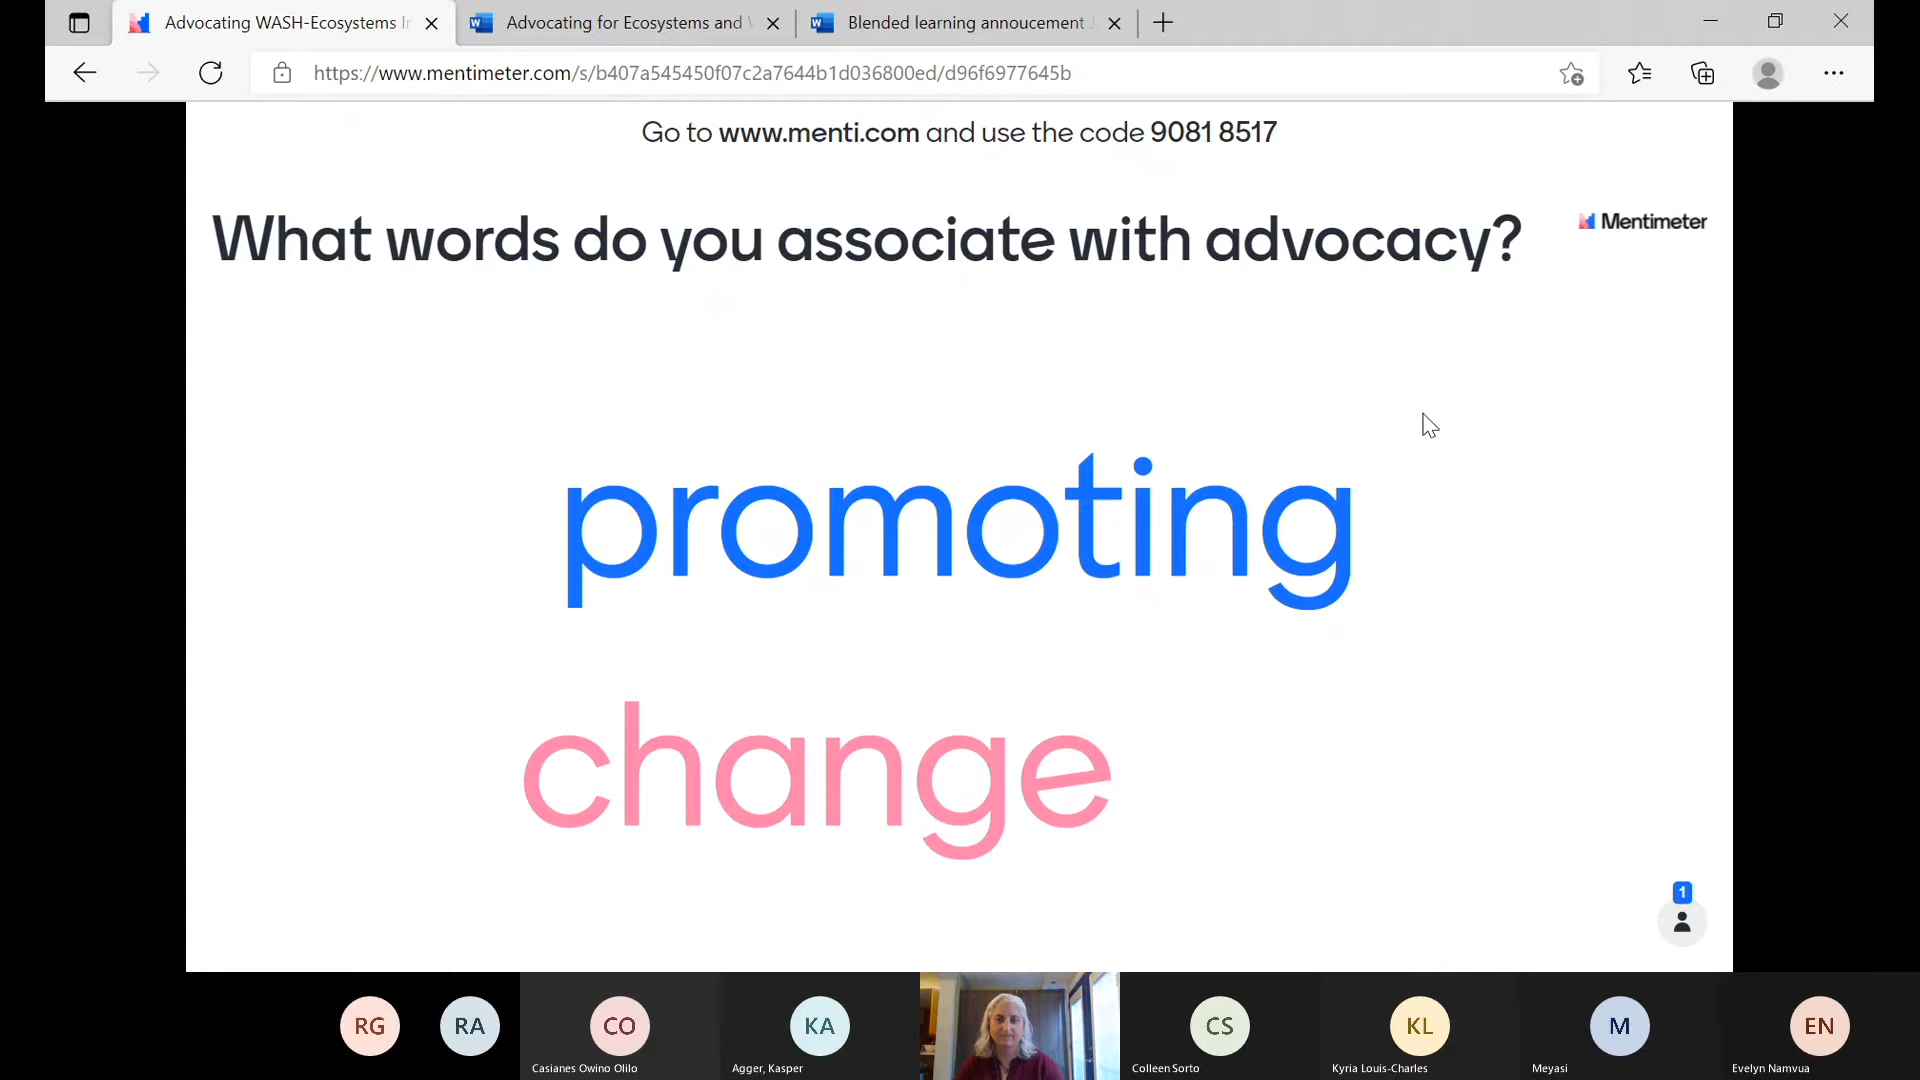 Advocating WASH-Ecosystems In
Advocating for Ecosystems and
Blended learning annoucement
https://www.mentimeter.com/s/b407a545450f07c2a7644b1d036800ed/d96f6977645b
Go to www.menti.com and use the code 9081 8517
What words do you associate with advocacy?
Mentimeter
promoting
change
1
RG
RA
CO
KA
CS
KL
M
EN
Casianes Owino Olilo
Agger, Kasper
Colleen Sorto
Kyria Louis-Charles
Meyasi
Evelyn Namvua